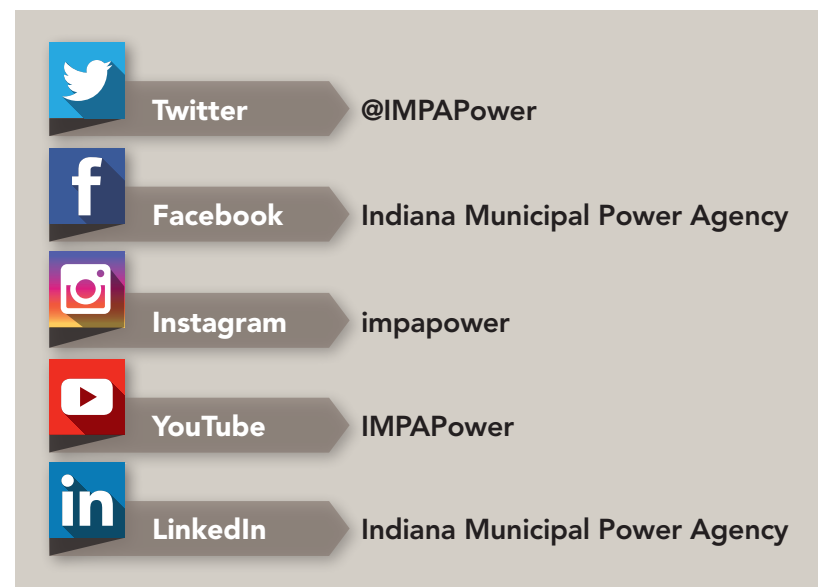 Twitter @IMPAPower
Facebook Indiana Municipal Power Agency
Instagram impapower
YouTube IMPAPower
LinkedIn Indiana Municipal Power Agency